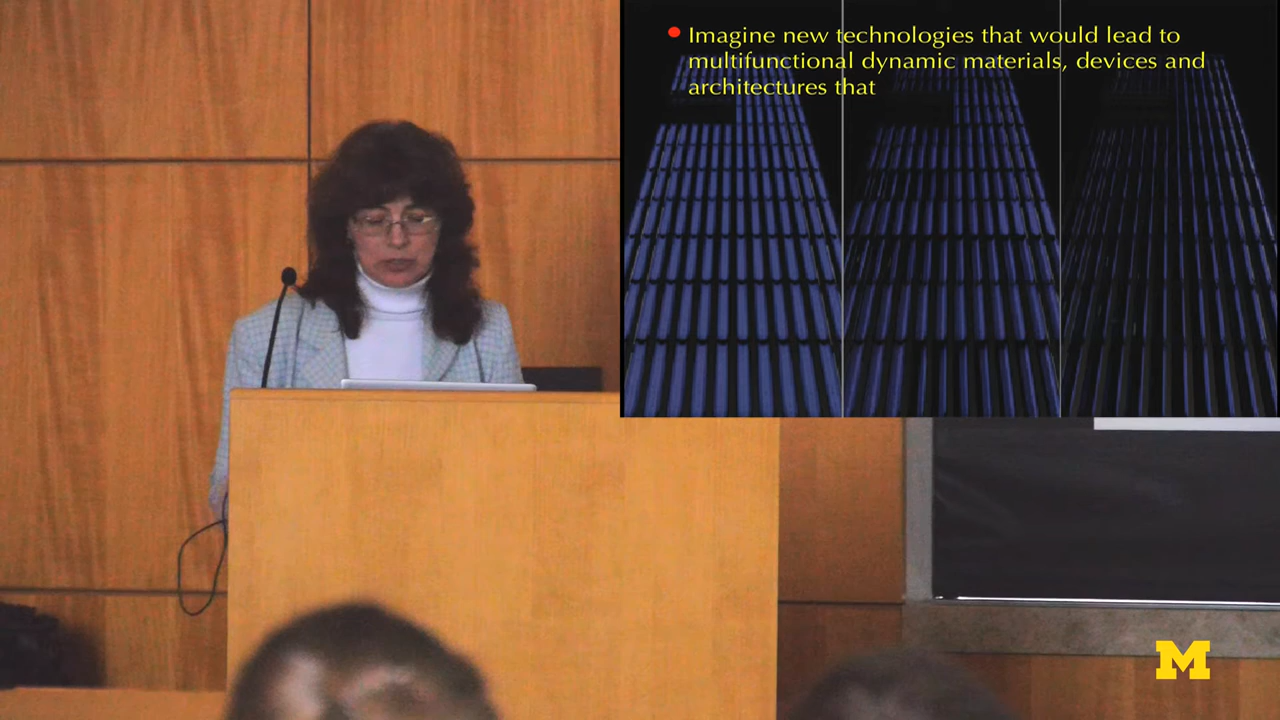 Imagine new technologies that would lead to
multifunctional dynamic materials, devices and
architectures that
M